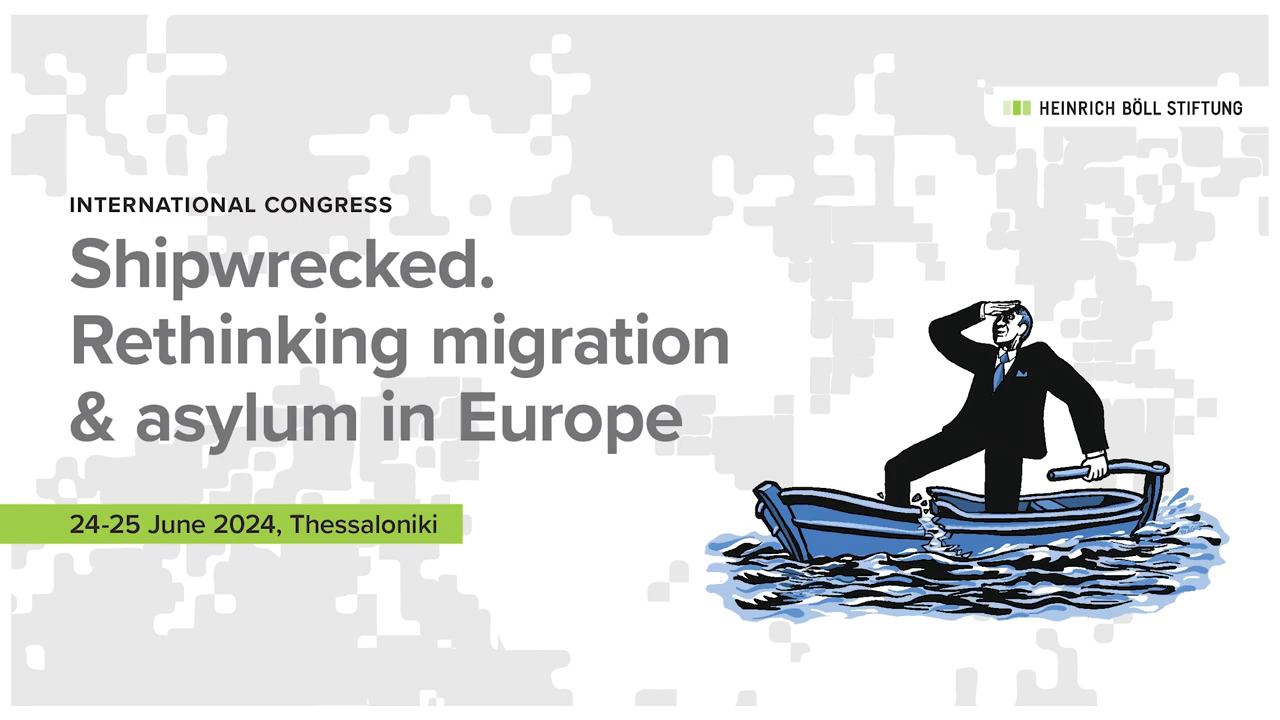 HEINRICH BÖLL STIFTUNG
INTERNATIONAL CONGRESS
Shipwrecked.
Rethinking migration
& asylum in Europe
24-25 June 2024, Thessaloniki